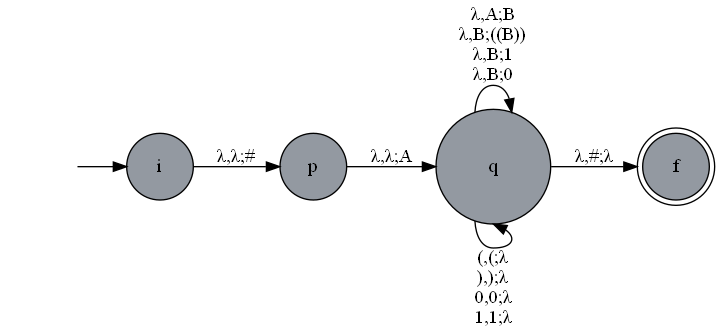 λ,A;B
λ,B;((B))
λ,B;1
λ,B;0
i
λ,λ;#
p
λ,λ;A
q
λ,#;λ
f
(,(;λ
),);λ
0,0;λ
1,1;λ